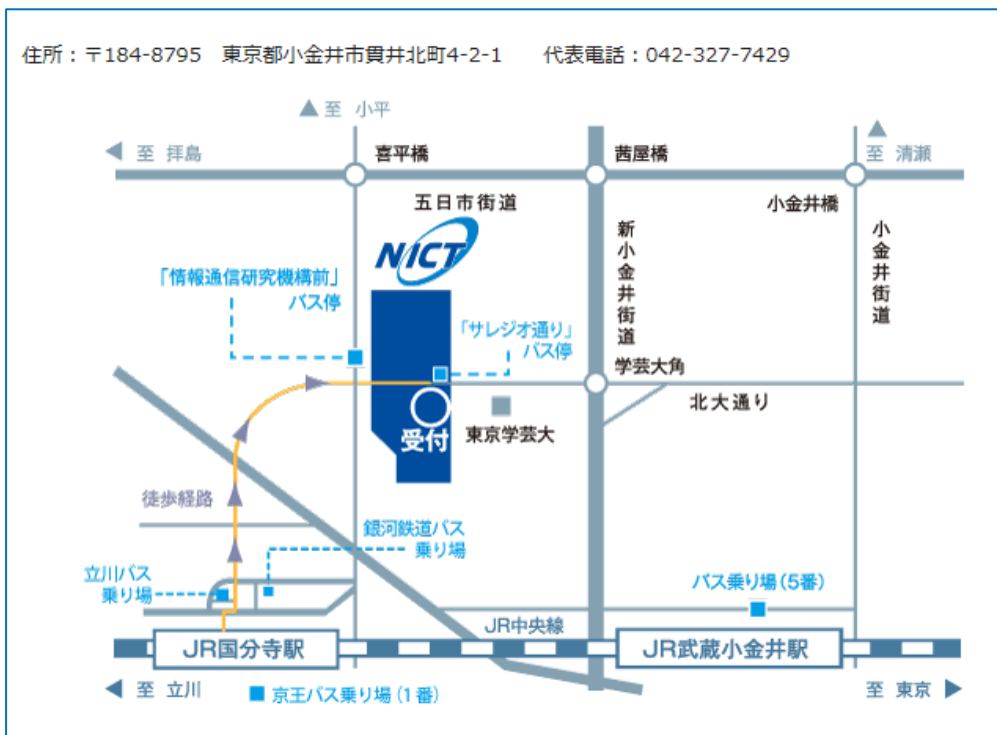 住所：〒184-8795 東京都小金井市貫井北町4-2-1 代表電話：042-327-7429
▲至 小平
◀ 至 拝島
喜平橋
茜屋橋
▲
至 清瀬
五日市街道
小金井橋
NICT
新小金井街道
小金井街道
「情報通信研究機構前」
バス停
「サレジオ通り」
バス停
学芸大角
北大通り
受付
東京学芸大
徒歩経路
銀河鉄道バス
乗り場
立川バス
乗り場
バス乗り場（5番）
JR中央線
JR国分寺駅
JR武蔵小金井駅
◀ 至 立川
京王バス乗り場（1番）
至 東京 ▶